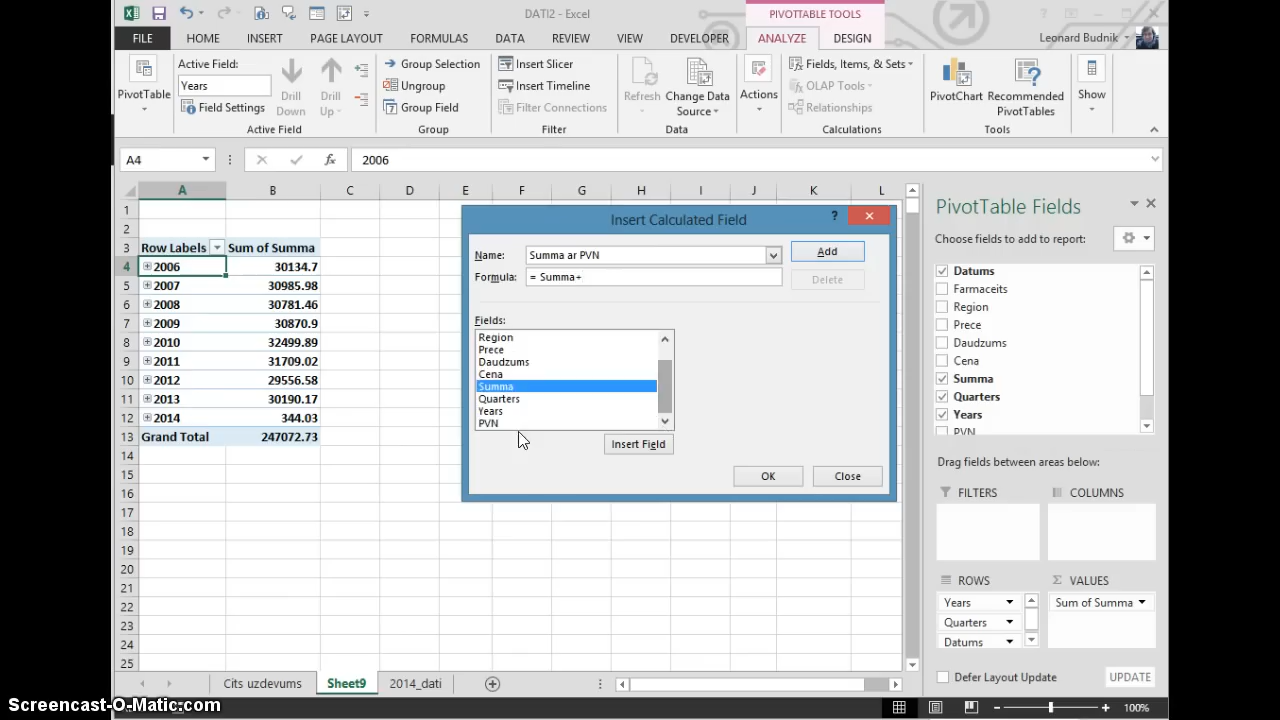 DATI2 - Excel
PIVOTTABLE TOOLS
FILE HOME INSERT PAGE LAYOUT FORMULAS DATA REVIEW VIEW DEVELOPER ANALYZE DESIGN
Leonard Budnik
PivotTable
Active Field:
Years
Field Settings
Drill Down
Drill Up
Active Field
Group Selection
Ungroup
Group Field
Group
Insert Slicer
Insert Timeline
Filter Connections
Filter
Refresh
Change Data Source
Data
Actions
Fields, Items, & Sets
OLAP Tools
Relationships
Calculations
PivotChart
Recommended PivotTables
Tools
Show
A4
fx
2006
A B C D E F G H I J K L
1
2
3 Row Labels Sum of Summa
4 2006 30134.7
5 2007 30985.98
6 2008 30781.46
7 2009 30870.9
8 2010 32499.89
9 2011 31709.02
10 2012 29556.58
11 2013 30190.17
12 2014 344.03
13 Grand Total 247072.73
14
15
16
17
18
19
20
21
22
23
24
25
Insert Calculated Field
Name: Summa ar PVN
Add
Formula: = Summa+
Delete
Fields:
Region
Prece
Daudzums
Cena
Summa
Quarters
Years
PVN
Insert Field
OK
Close
PivotTable Fields
Choose fields to add to report:
Datums
Farmaceits
Region
Prece
Daudzums
Cena
Summa
Quarters
Years
PVN
Drag fields between areas below:
FILTERS
COLUMNS
ROWS
VALUES
Years
Quarters
Datums
Sum of Summa
Defer Layout Update
UPDATE
Cits uzdevums Sheet9 2014_dati
100%
Screencast-O-Matic.com